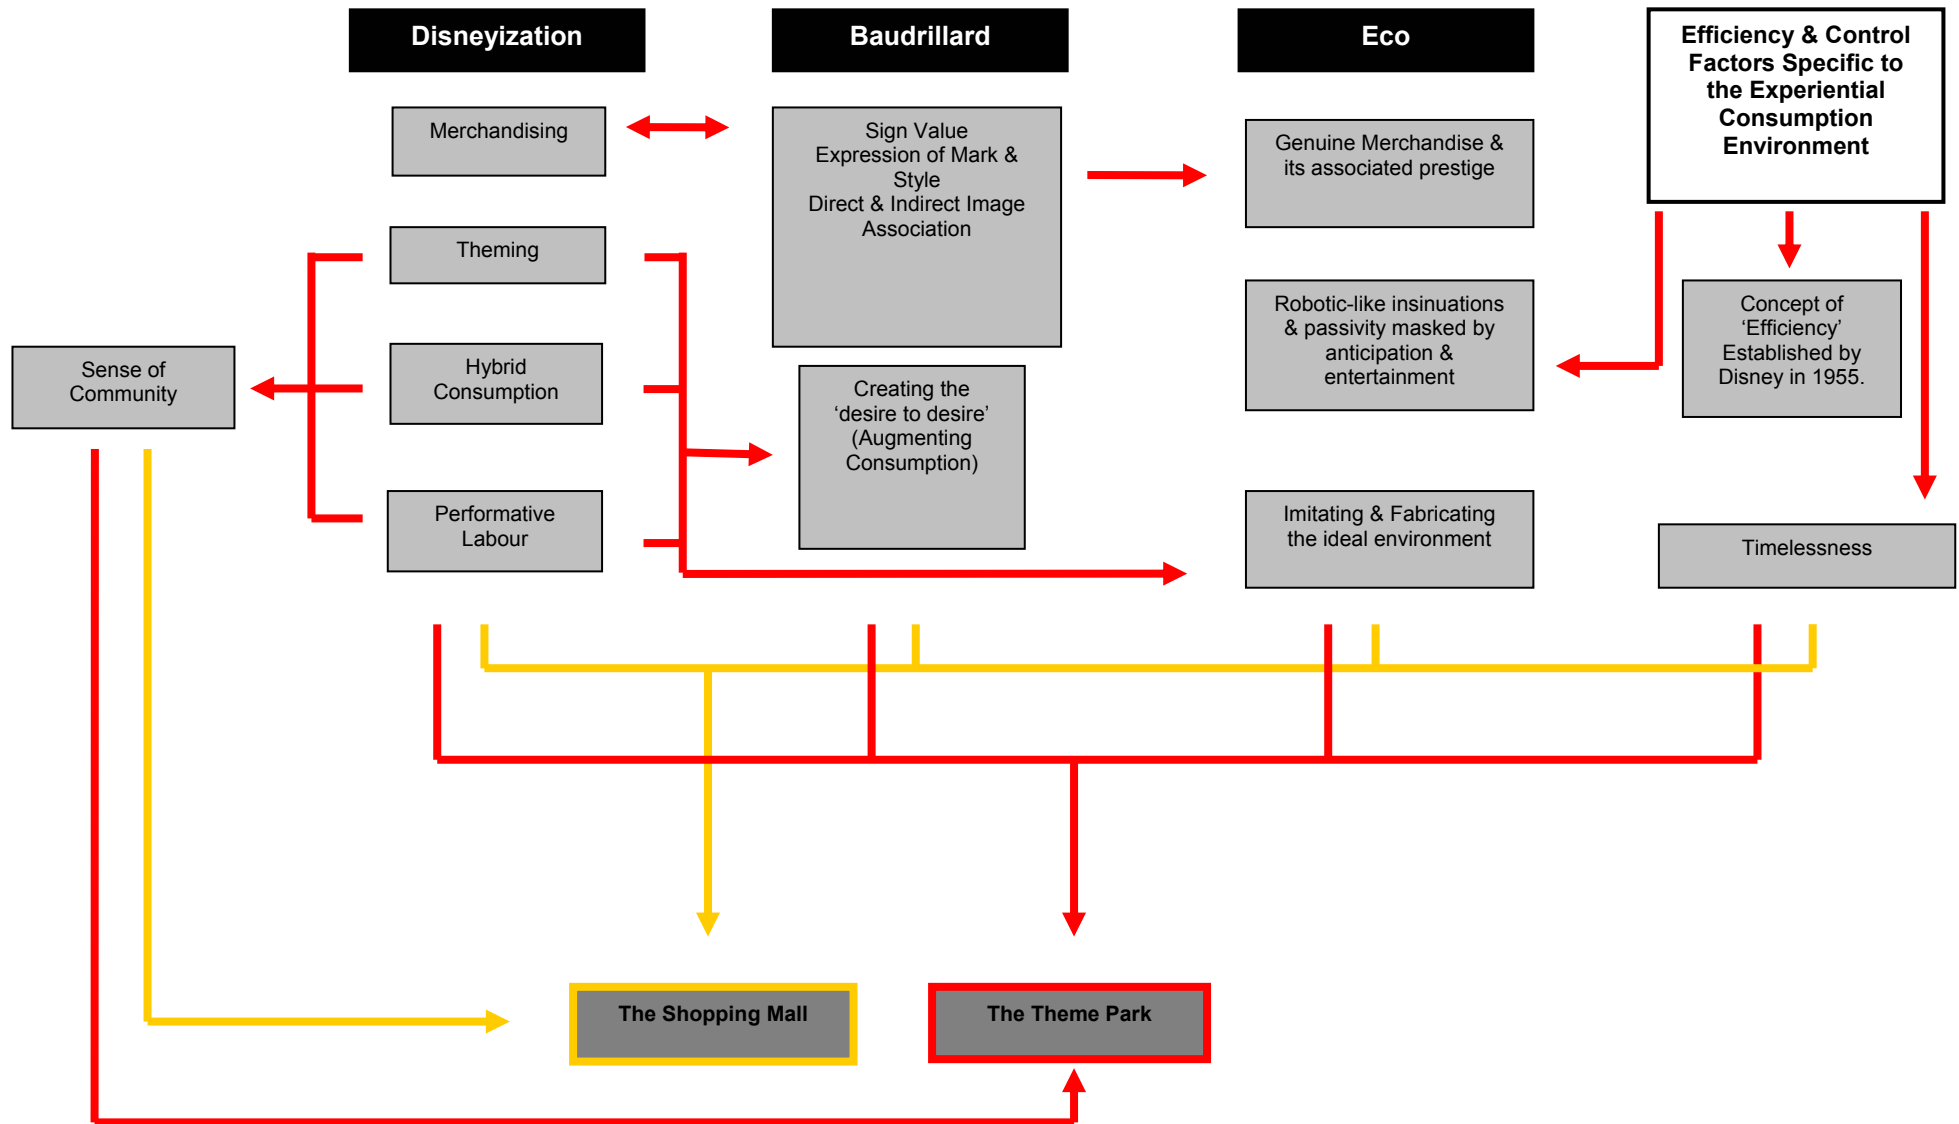 Disneyization
Baudrillard
Eco
Efficiency & Control
Factors Specific to
the Experiential
Consumption
Environment
Merchandising
Sign Value
Expression of Mark &
Style
Direct & Indirect Image
Association
Genuine Merchandise &
its associated prestige
Theming
Robotic-like insinuations
& passivity masked by
anticipation &
entertainment
Concept of
‘Efficiency’
Established by
Disney in 1955.
Sense of
Community
Hybrid
Consumption
Creating the
‘desire to desire’
(Augmenting
Consumption)
Performative
Labour
Imitating & Fabricating
the ideal environment
Timelessness
The Shopping Mall
The Theme Park